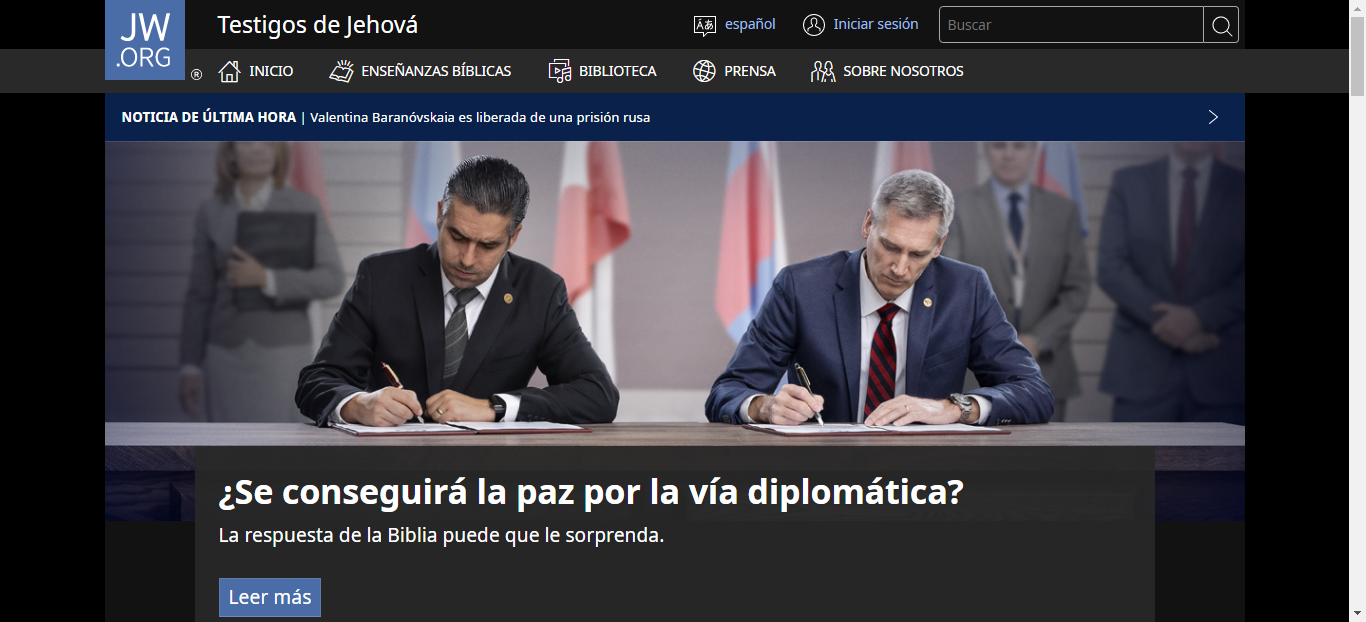 JW
.ORG
®
Testigos de Jehová
español
Iniciar sesión
Buscar
INICIO
ENSEÑANZAS BÍBLICAS
BIBLIOTECA
PRENSA
SOBRE NOSOTROS
NOTICIA DE ÚLTIMA HORA | Valentina Baranóvskaia es liberada de una prisión rusa
¿Se conseguirá la paz por la vía diplomática?
La respuesta de la Biblia puede que le sorprenda.
Leer más